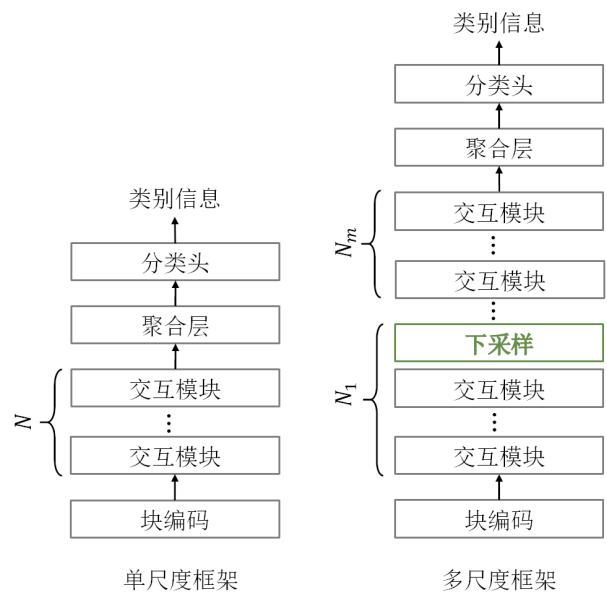 类别信息
分类头
聚合层
交互模块
⋮
交互模块
N
块编码
单尺度框架
类别信息
分类头
聚合层
交互模块
⋮
交互模块
N_m
⋮
下采样
交互模块
⋮
交互模块
N_1
块编码
多尺度框架